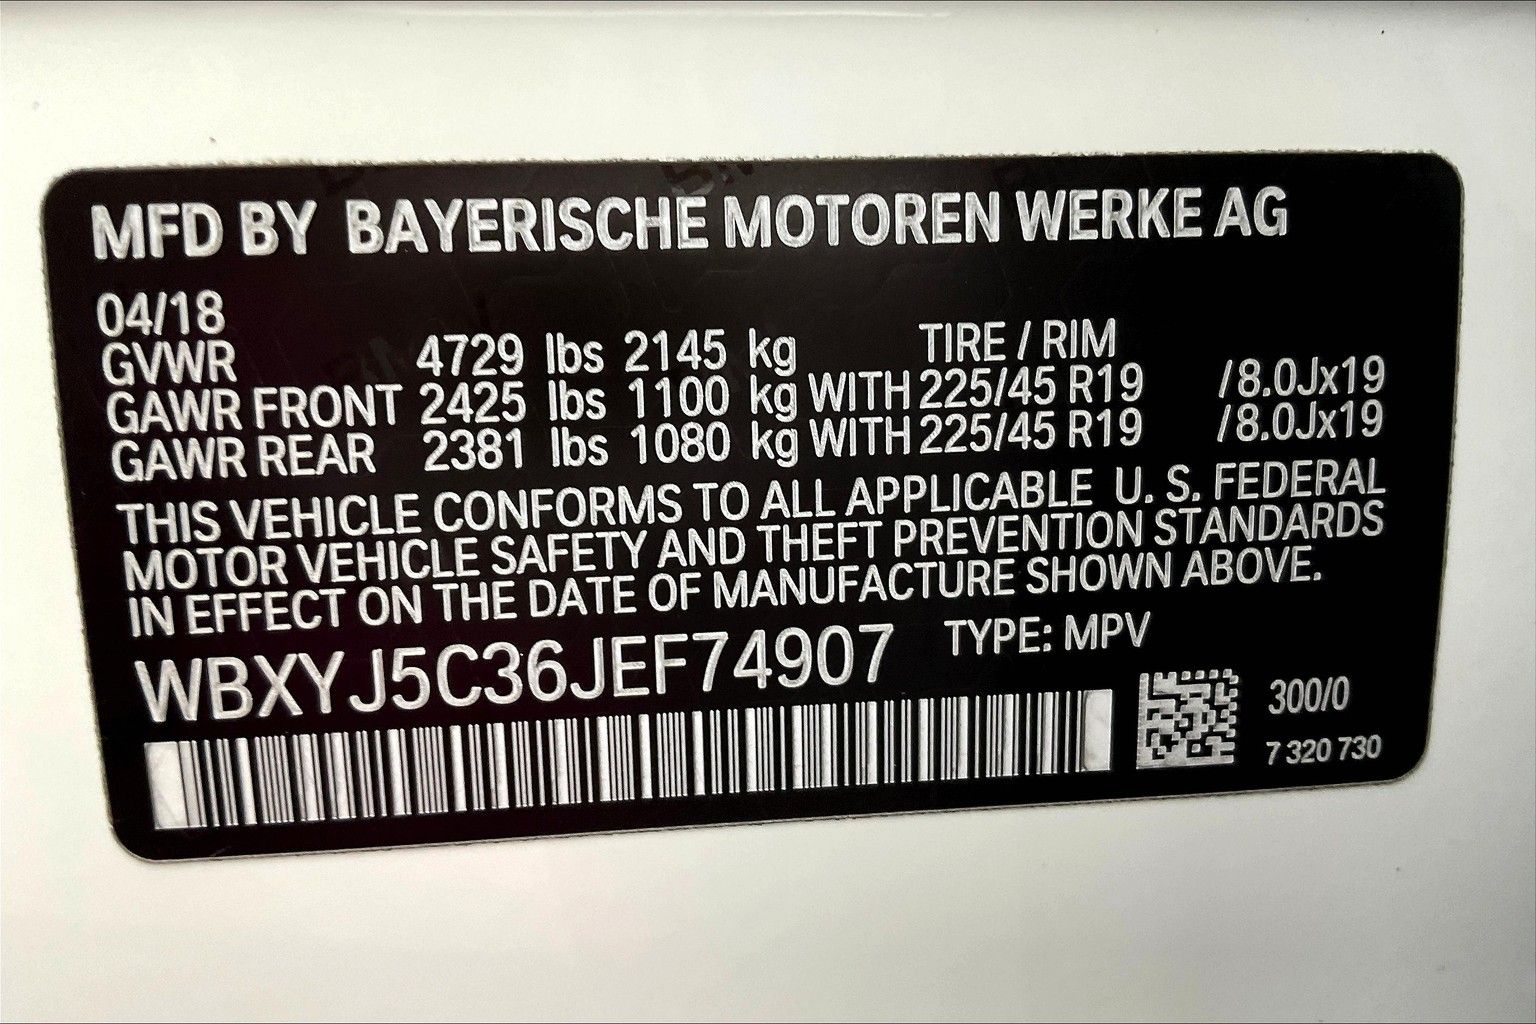 MFD BY BAYERISCHE MOTOREN WERKE AG
04/18
GVWR 4729 lbs 2145 kg TIRE / RIM
GAWR FRONT 2425 lbs 1100 kg WITH 225/45 R19 /8.0Jx19
GAWR REAR 2381 lbs 1080 kg WITH 225/45 R19 /8.0Jx19
THIS VEHICLE CONFORMS TO ALL APPLICABLE U. S. FEDERAL
MOTOR VEHICLE SAFETY AND THEFT PREVENTION STANDARDS
IN EFFECT ON THE DATE OF MANUFACTURE SHOWN ABOVE.
WBXYJ5C36JEF74907 TYPE: MPV
300/0
7 320 730